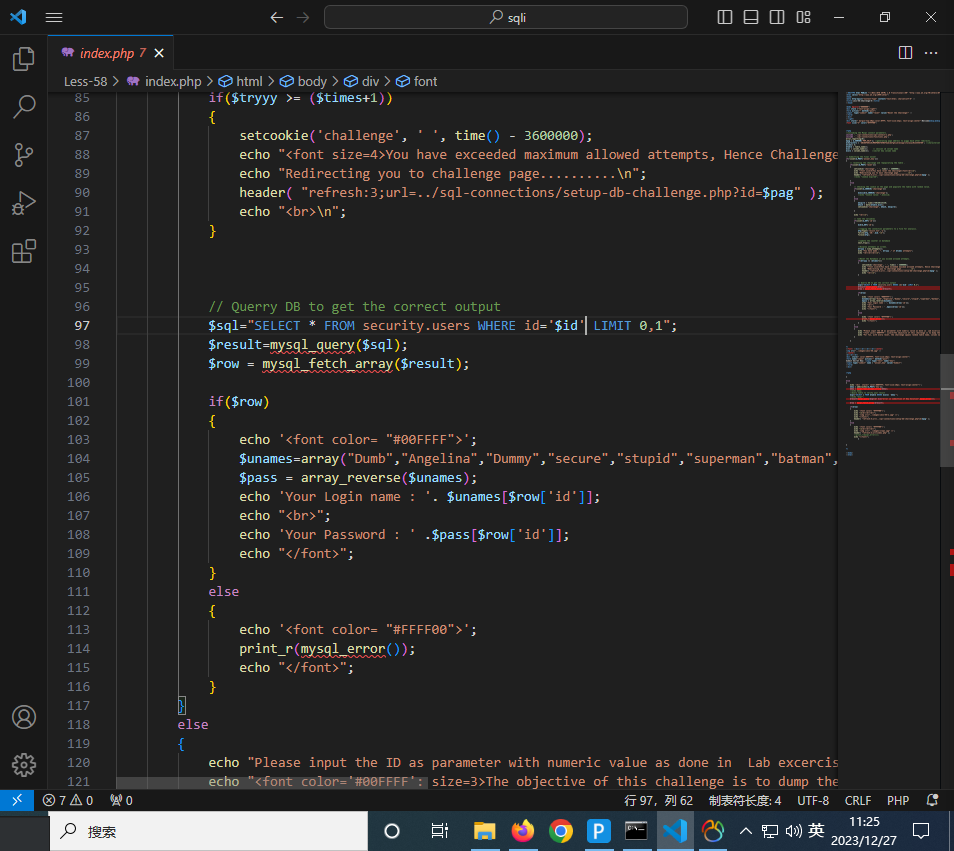 sqli
index.php 7
Less-58 > index.php > html > body > div > font
85 if($tryyy >= ($times+1))
86 {
87 setcookie('challenge', ' ', time() - 3600000);
88 echo "<font size=4>You have exceeded maximum allowed attempts, Hence Challenge
89 echo "Redirecting you to challenge page..........\n";
90 header( "refresh:3;url=../sql-connections/setup-db-challenge.php?id=$pag" );
91 echo "<br>\n";
92 }
93
94
95
96 // Querry DB to get the correct output
97 $sql="SELECT * FROM security.users WHERE id='$id' LIMIT 0,1";
98 $result=mysql_query($sql);
99 $row = mysql_fetch_array($result);
100
101 if($row)
102 {
103 echo '<font color= "#00FFFF">';
104 $unames=array("Dumb","Angelina","Dummy","secure","stupid","superman","batman",
105 $pass = array_reverse($unames);
106 echo 'Your Login name : '. $unames[$row['id']];
107 echo "<br>";
108 echo 'Your Password : ' .$pass[$row['id']];
109 echo "</font>";
110 }
111 else
112 {
113 echo '<font color= "#FFFF00">';
114 print_r(mysql_error());
115 echo "</font>";
116 }
117 }
118 else
119 {
120 echo "Please input the ID as parameter with numeric value as done in  Lab excercis
121 echo "<font color='#00FFFF': size=3>The objective of this challenge is to dump the
7 0 0 行 97，列 62 制表符长度: 4 UTF-8 CRLF PHP
搜索 英 11:25
2023/12/27